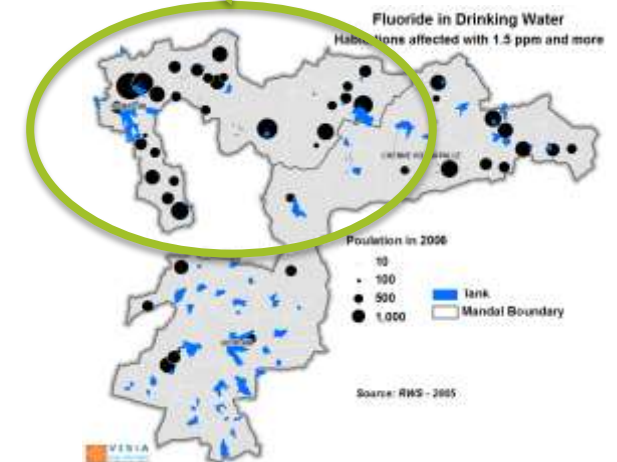 Fluoride in Drinking Water
Habitations affected with 1.5 ppm and more
Poulation in 2006
10
100
500
1,000
Tank
Mandal Boundary
Source: RWS - 2005
VISIA